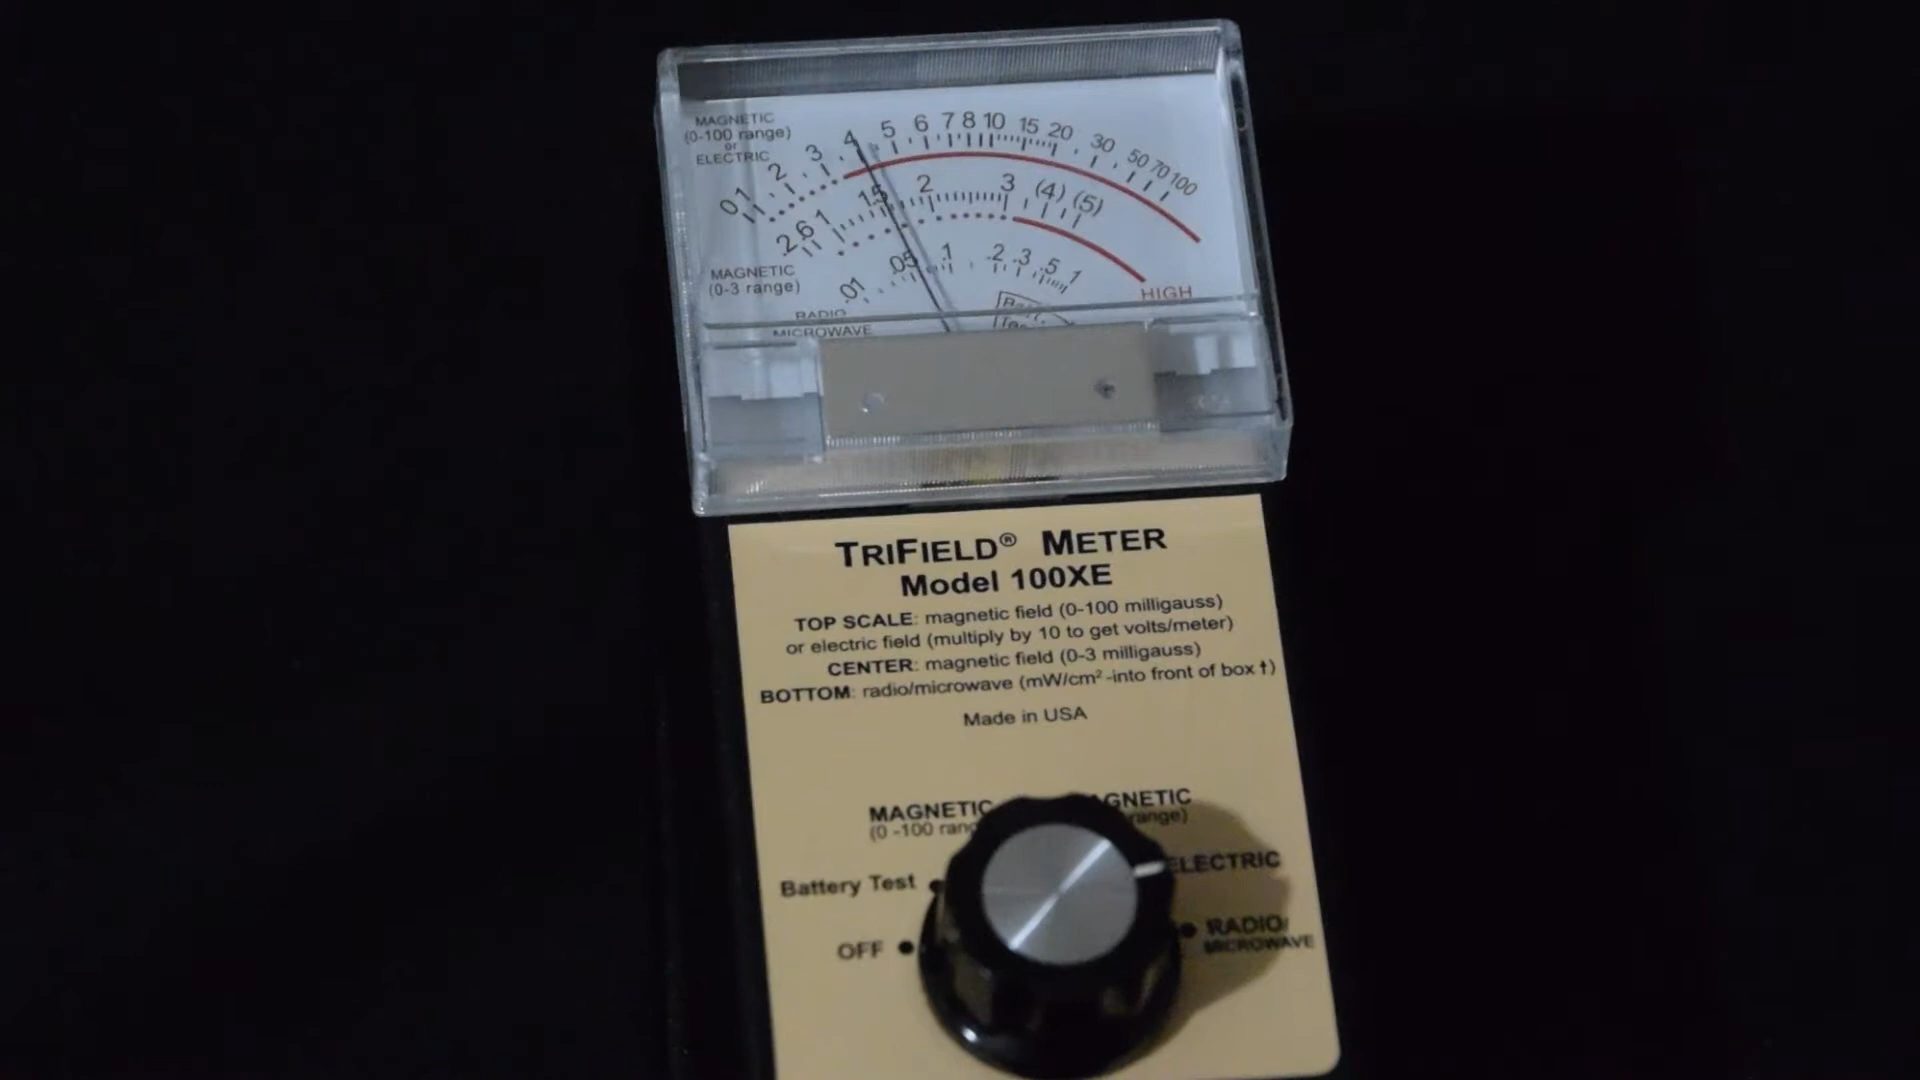 MAGNETIC
(0-100 range)
or
ELECTRIC
0 1 2 3 4 5 6 7 8 10 15 20 30 50 70 100
.2 .6 1 1.5 2 3 (4) (5)
MAGNETIC
(0-3 range)
.01 .05 .1 .2 .3 .5 1
HIGH
RADIO
MICROWAVE
TRIFIELD® METER
Model 100XE
TOP SCALE: magnetic field (0-100 milligauss)
or electric field (multiply by 10 to get volts/meter)
CENTER: magnetic field (0-3 milligauss)
BOTTOM: radio/microwave (mW/cm² -into front of box↑)
Made in USA
MAGNETIC
(0 -100
range)
ELECTRIC
Battery Test
RADIO/
MICROWAVE
OFF